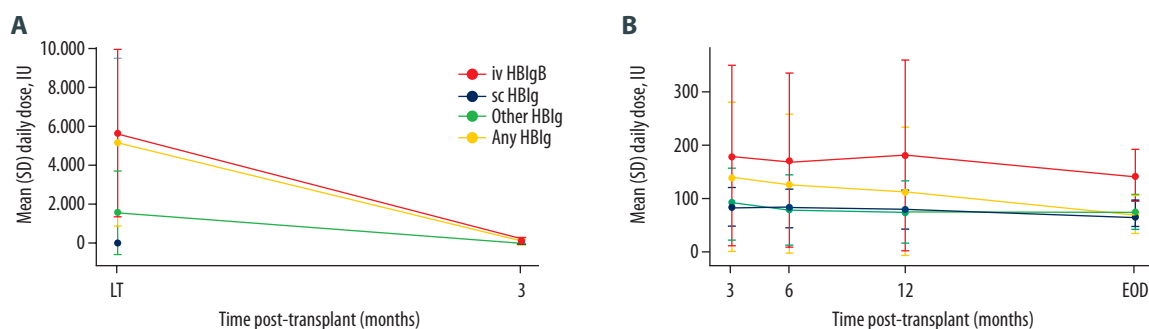 A
Mean (SD) daily dose, IU
10.000
8.000
6.000
4.000
2.000
0
LT
3
Time post-transplant (months)
iv HBIgB
sc HBIg
Other HBIg
Any HBIg
B
Mean (SD) daily dose, IU
300
200
100
0
3
6
12
EOD
Time post-transplant (months)